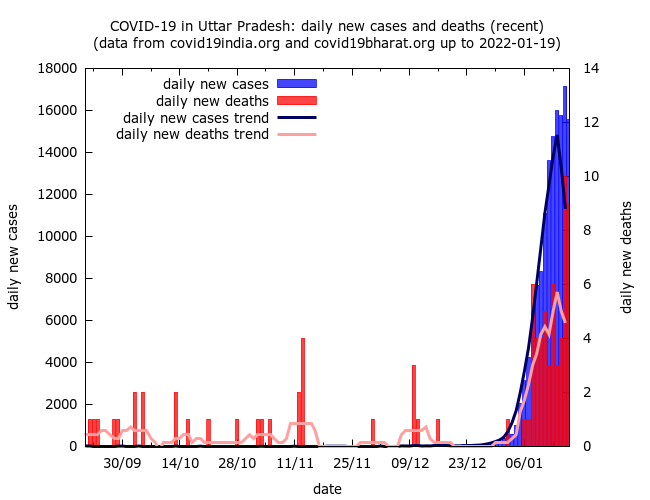 COVID-19 in Uttar Pradesh: daily new cases and deaths (recent)
(data from covid19india.org and covid19bharat.org up to 2022-01-19)
daily new cases
daily new deaths
daily new cases trend
daily new deaths trend
18000
16000
14000
12000
10000
8000
6000
4000
2000
0
daily new cases
14
12
10
8
6
4
2
0
daily new deaths
30/09 14/10 28/10 11/11 25/11 09/12 23/12 06/01
date